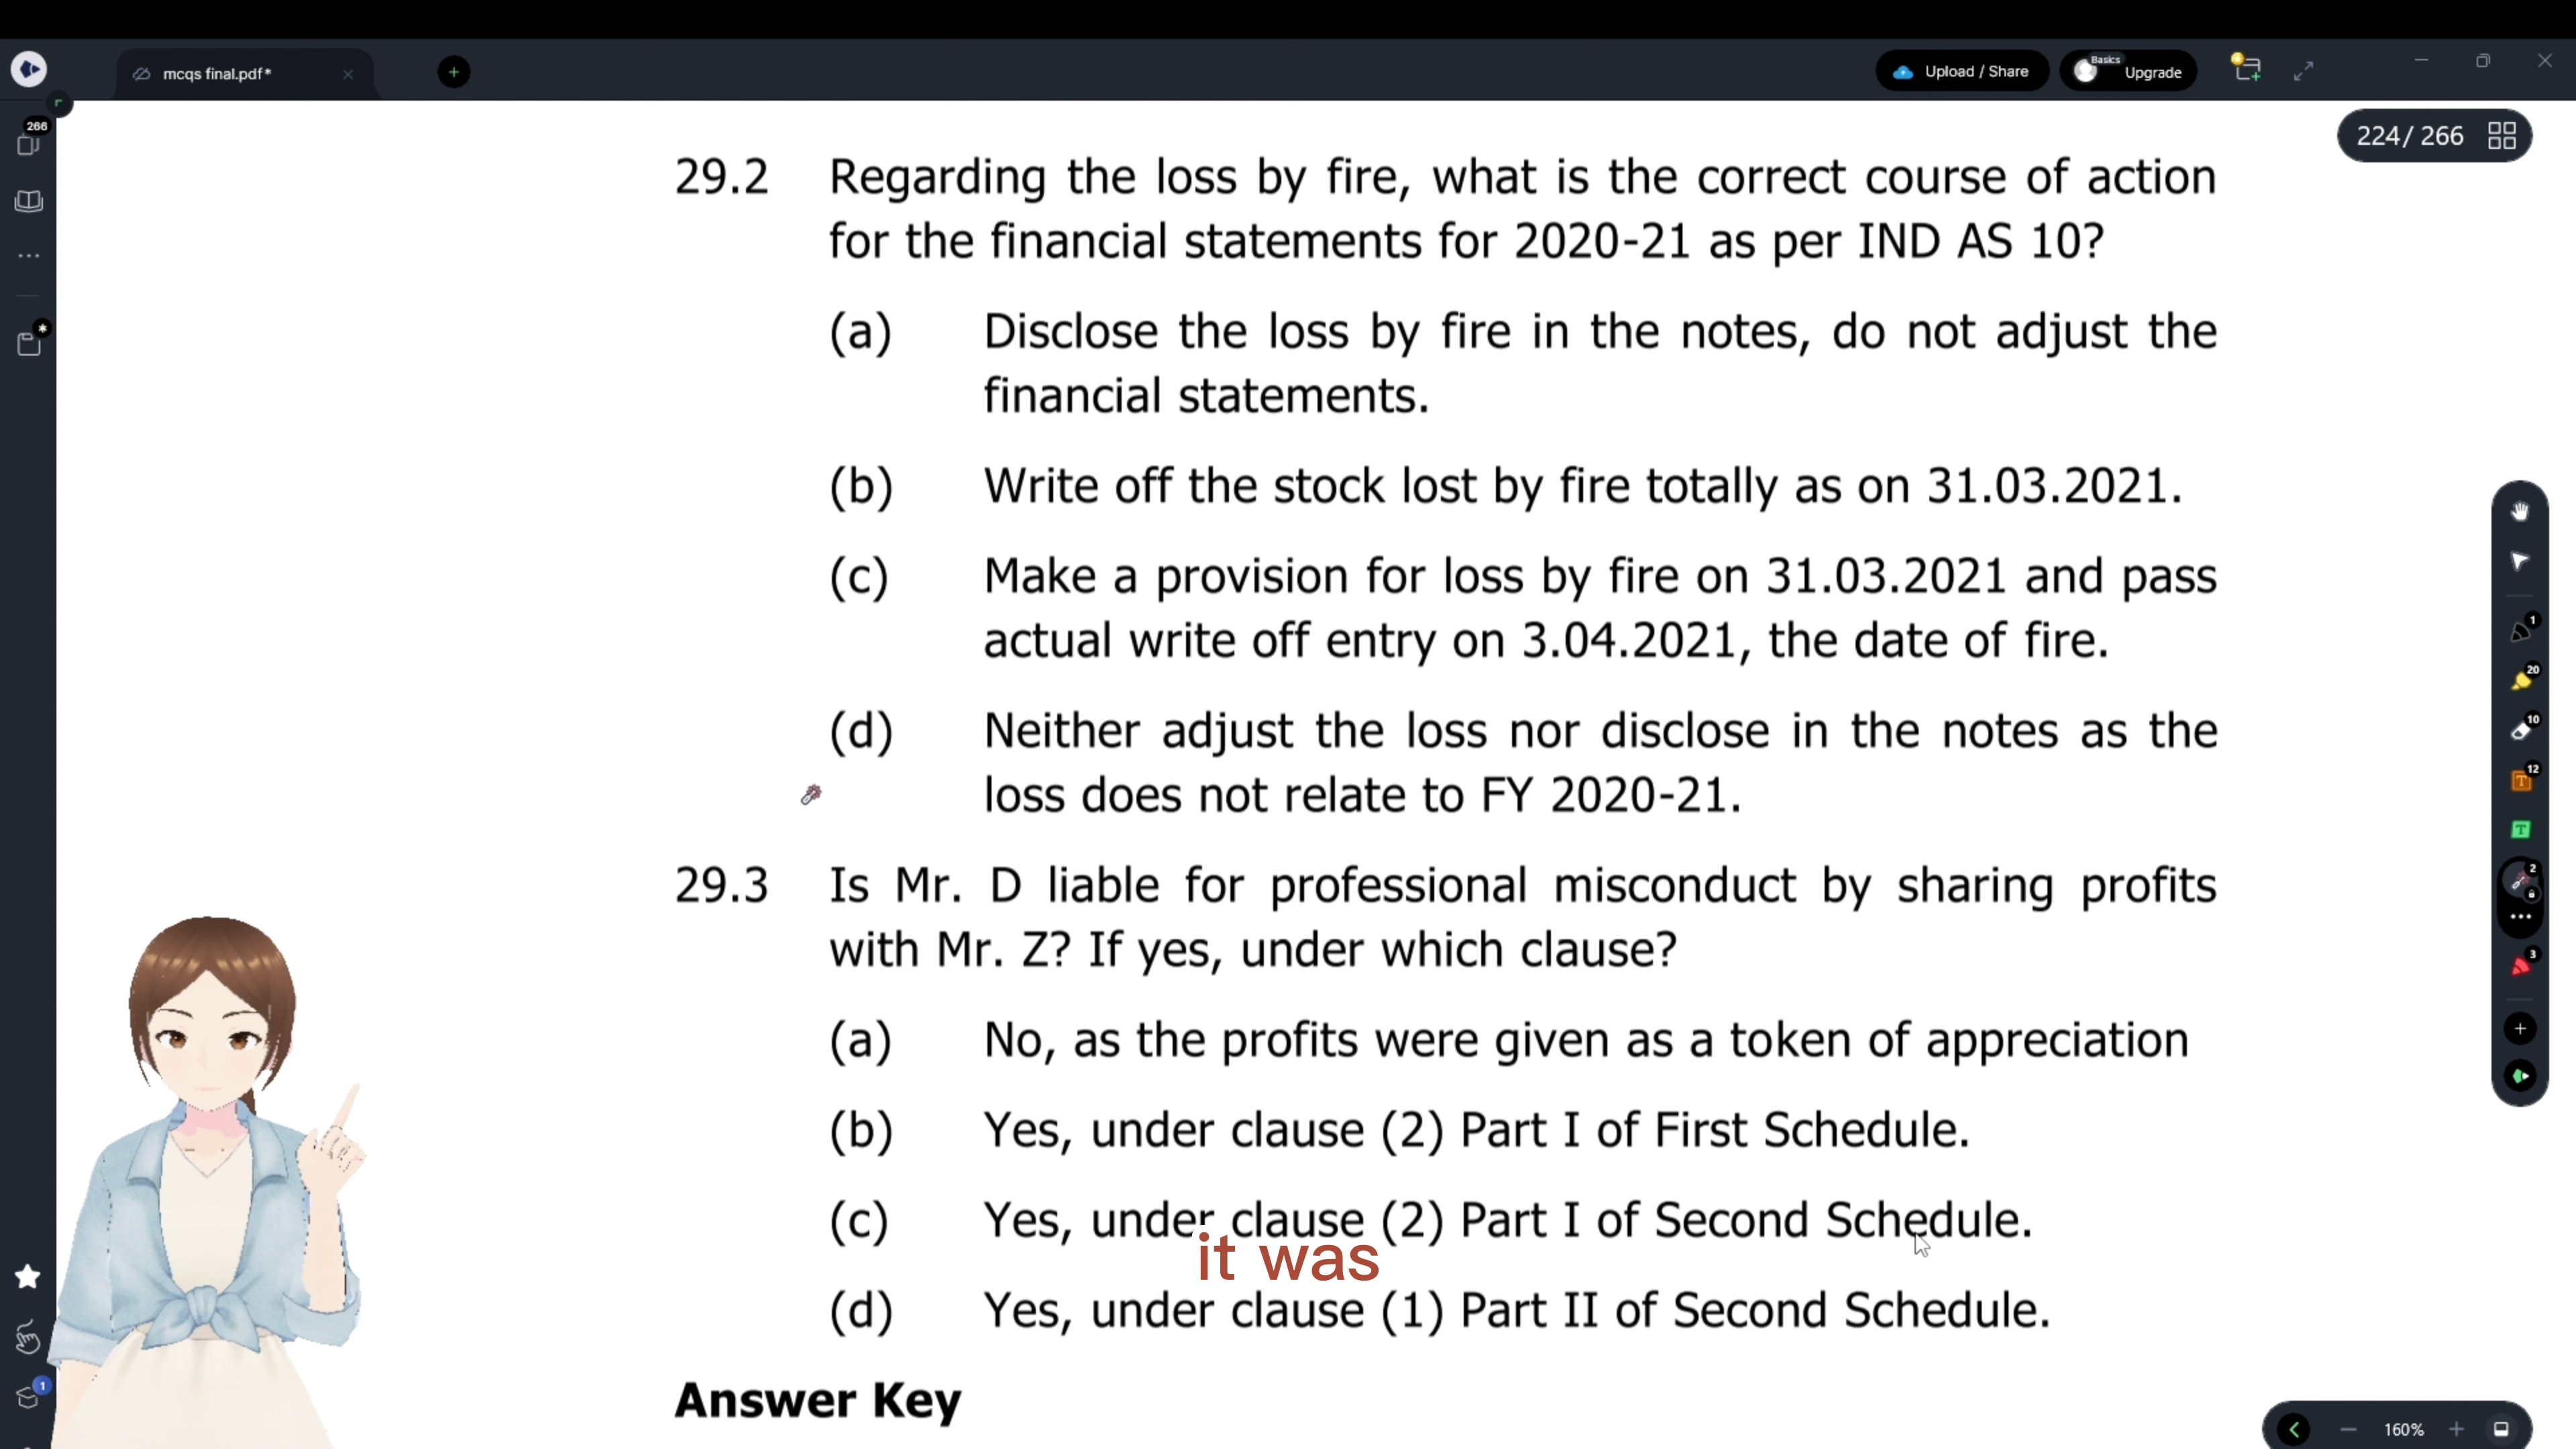 mcqs final.pdf*
Upload / Share
Basics
Upgrade
266
224/ 266
29.2 Regarding the loss by fire, what is the correct course of action
for the financial statements for 2020-21 as per IND AS 10?
(a) Disclose the loss by fire in the notes, do not adjust the
financial statements.
(b) Write off the stock lost by fire totally as on 31.03.2021.
(c) Make a provision for loss by fire on 31.03.2021 and pass
actual write off entry on 3.04.2021, the date of fire.
(d) Neither adjust the loss nor disclose in the notes as the
loss does not relate to FY 2020-21.
29.3 Is Mr. D liable for professional misconduct by sharing profits
with Mr. Z? If yes, under which clause?
(a) No, as the profits were given as a token of appreciation
(b) Yes, under clause (2) Part I of First Schedule.
(c) Yes, under clause (2) Part I of Second Schedule.
it was
(d) Yes, under clause (1) Part II of Second Schedule.
Answer Key
1
20
10
12
2
3
1
160%